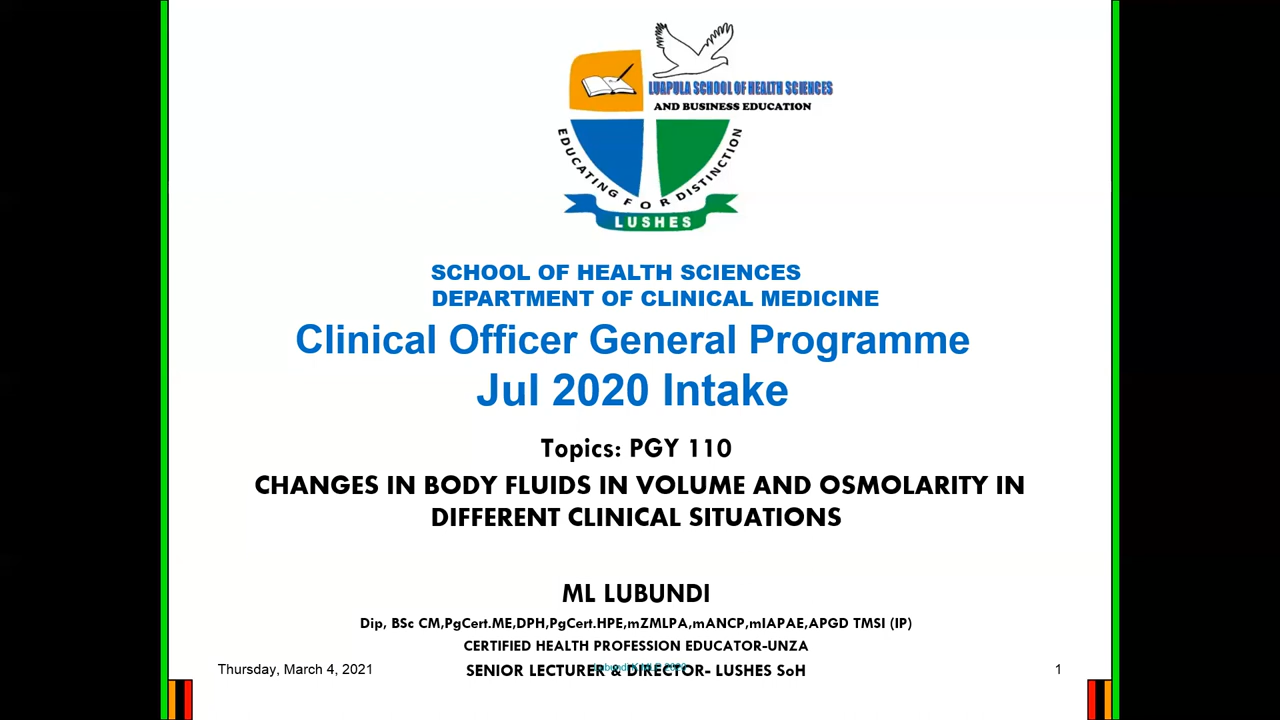 LUAPULA SCHOOL OF HEALTH SCIENCES
AND BUSINESS EDUCATION
EDUCATING FOR DISTINCTION
LUSHES
SCHOOL OF HEALTH SCIENCES
DEPARTMENT OF CLINICAL MEDICINE
Clinical Officer General Programme
Jul 2020 Intake
Topics: PGY 110
CHANGES IN BODY FLUIDS IN VOLUME AND OSMOLARITY IN
DIFFERENT CLINICAL SITUATIONS
ML LUBUNDI
Dip, BSc CM,PgCert.ME,DPH,PgCert.HPE,mZMLPA,mANCP,mIAPAE,APGD TMSI (IP)
CERTIFIED HEALTH PROFESSION EDUCATOR-UNZA
SENIOR LECTURER & DIRECTOR- LUSHES SoH
Thursday, March 4, 2021
1